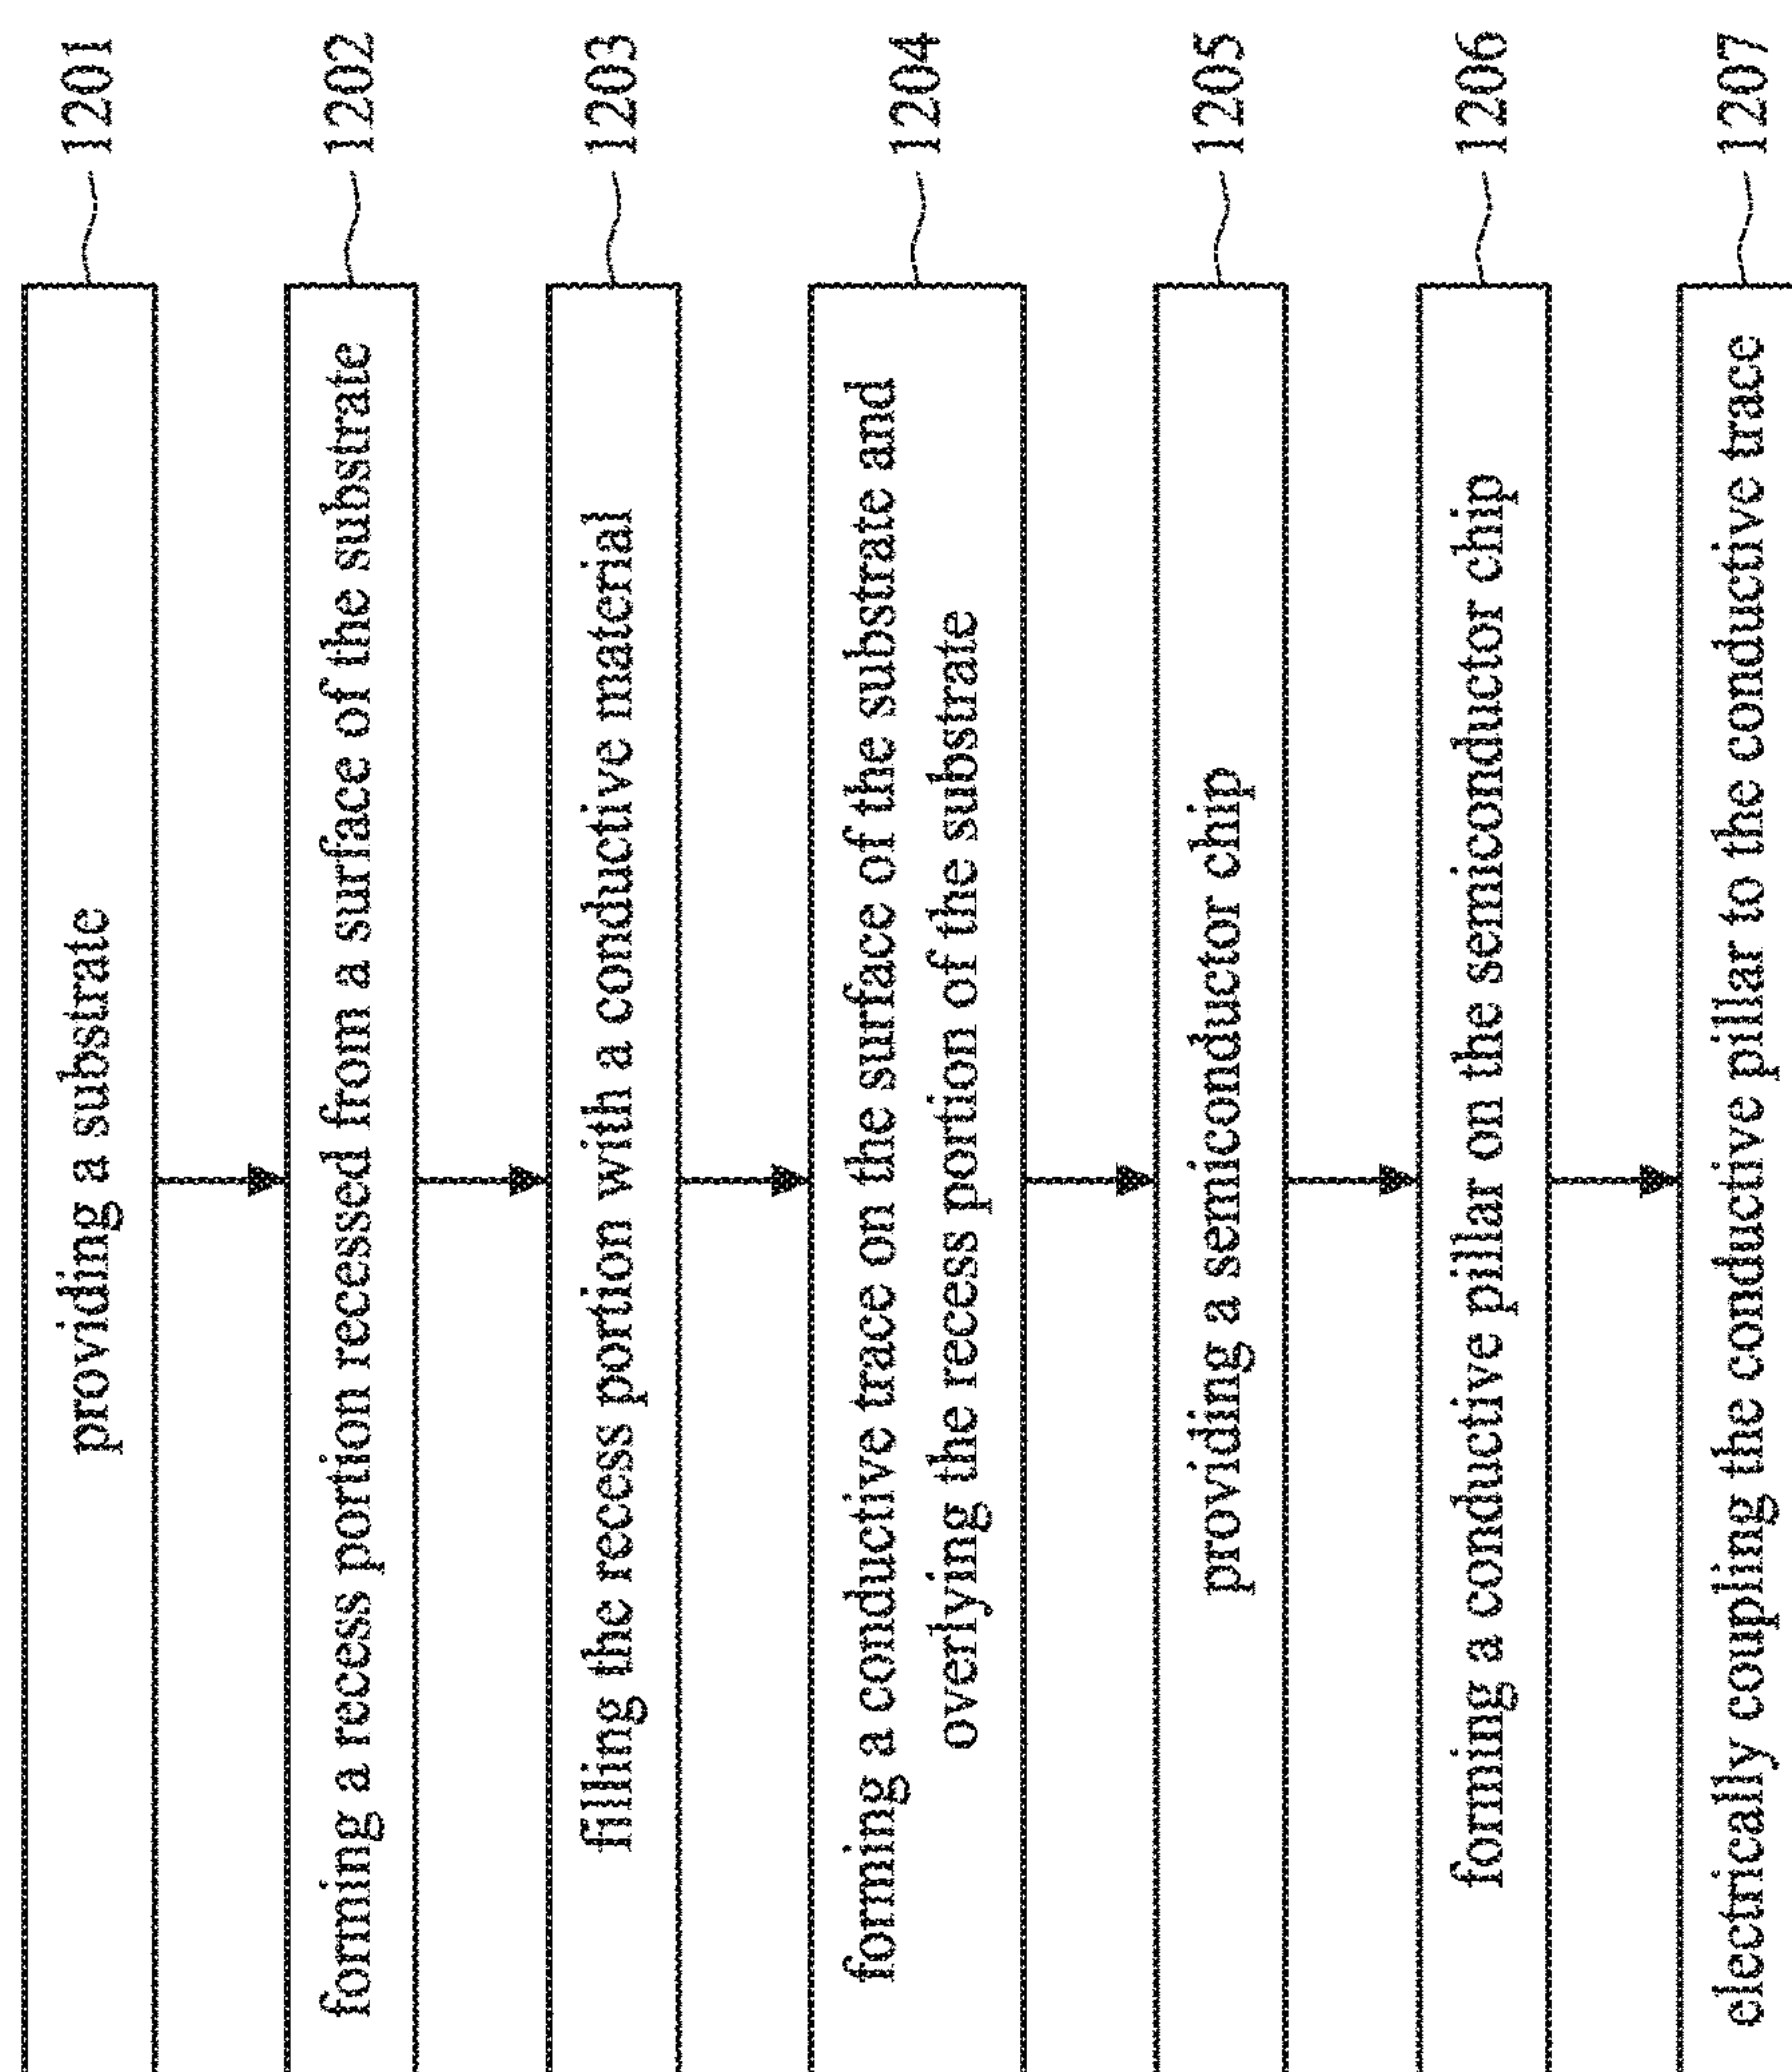 providing a substrate
1201
forming a recess portion recessed from a surface of the substrate
1202
filling the recess portion with a conductive material
1203
forming a conductive trace on the surface of the substrate and
overlying the recess portion of the substrate
1204
providing a semiconductor chip
1205
forming a conductive pillar on the semiconductor chip
1206
electrically coupling the conductive pillar to the conductive trace
1207